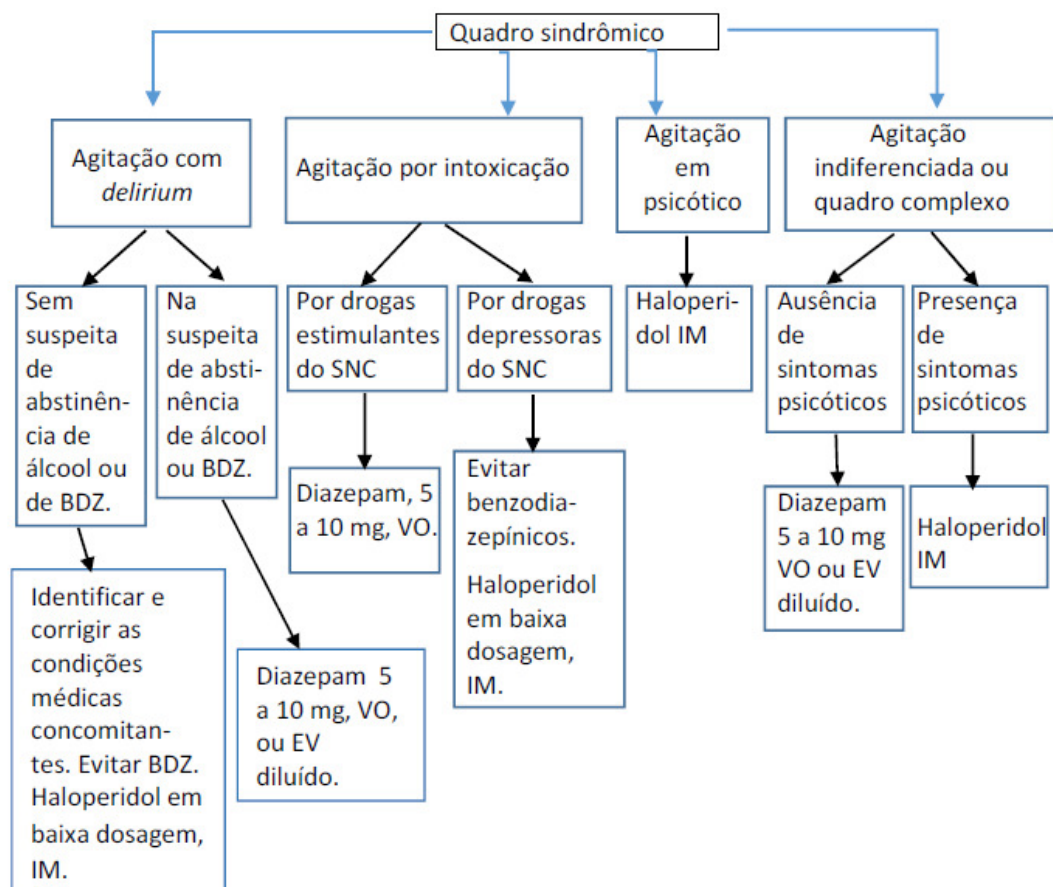 Quadro sindrômico
Agitação com
delirium
Agitação por intoxicação
Agitação
em
psicótico
Agitação
indiferenciada ou
quadro complexo
Sem
suspeita
de
abstinên-
cia de
álcool ou
de BDZ.
Na
suspeita
de absti-
nência
de álcool
ou BDZ.
Por drogas
estimulantes
do SNC
Por drogas
depressoras
do SNC
Haloperi-
dol IM
Ausência
de
sintomas
psicóticos
Presença
de
sintomas
psicóticos
Identificar e
corrigir as
condições
médicas
concomitan-
tes. Evitar BDZ.
Haloperidol em
baixa dosagem,
IM.
Diazepam 5
a 10 mg, VO,
ou EV
diluído.
Diazepam, 5
a 10 mg, VO.
Evitar
benzodia-
zepínicos.
Haloperidol
em baixa
dosagem,
IM.
Diazepam
5 a 10 mg
VO ou EV
diluído.
Haloperidol
IM